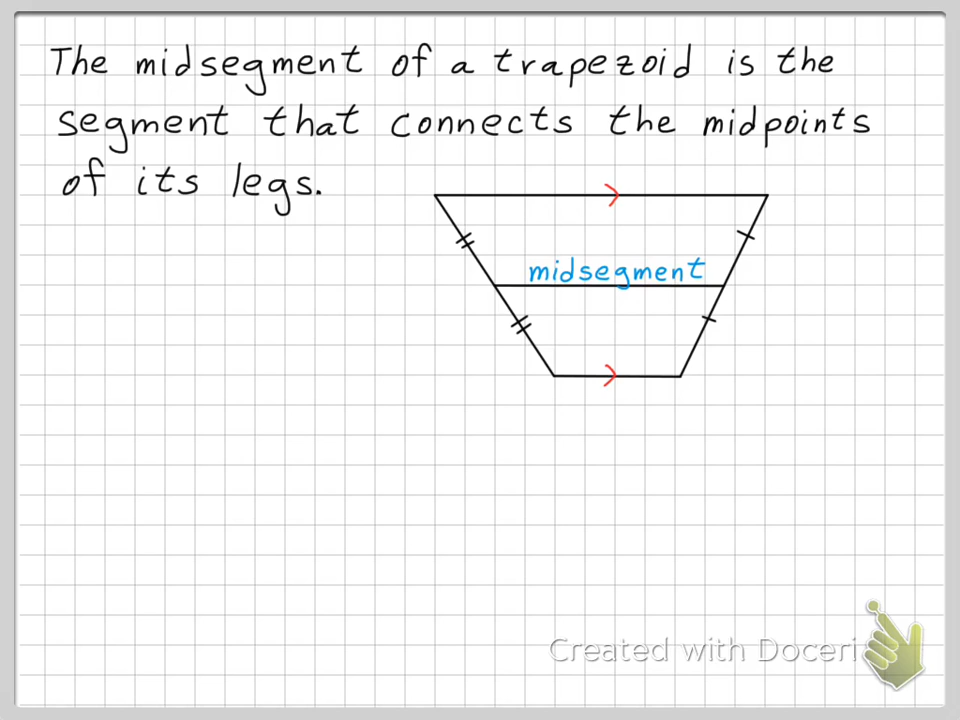 The midsegment of a trapezoid is the
segment that connects the midpoints
of its legs.
midsegment
Created with Doceri